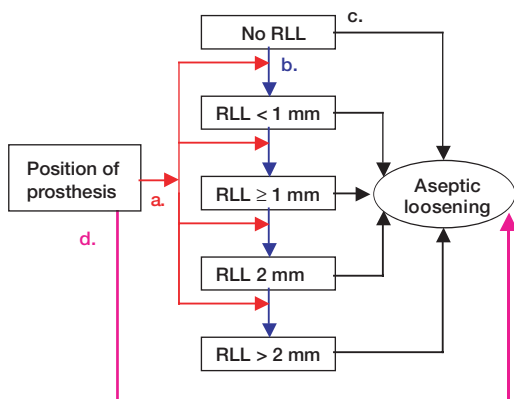 No RLL
c.
b.
RLL < 1 mm
Position of
prosthesis
a.
RLL ≥ 1 mm
Aseptic
loosening
d.
RLL 2 mm
RLL > 2 mm